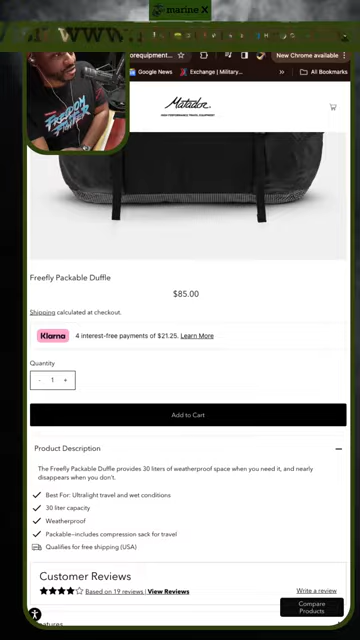 marine X
WWW.
orequipment...
New Chrome available
Google News
Exchange | Military...
All Bookmarks
Matador
HIGH PERFORMANCE TRAVEL EQUIPMENT
FREEDOM
FIGHTER
Freefly Packable Duffle
$85.00
Shipping calculated at checkout.
Klarna 4 interest-free payments of $21.25. Learn More
Quantity
- 1 +
Add to Cart
Product Description
The Freefly Packable Duffle provides 30 liters of weatherproof space when you need it, and nearly
disappears when you don't.
Best For: Ultralight travel and wet conditions
30 liter capacity
Weatherproof
Packable—includes compression sack for travel
Qualifies for free shipping (USA)
Customer Reviews
Based on 19 reviews | View Reviews
Write a review
Compare
Products